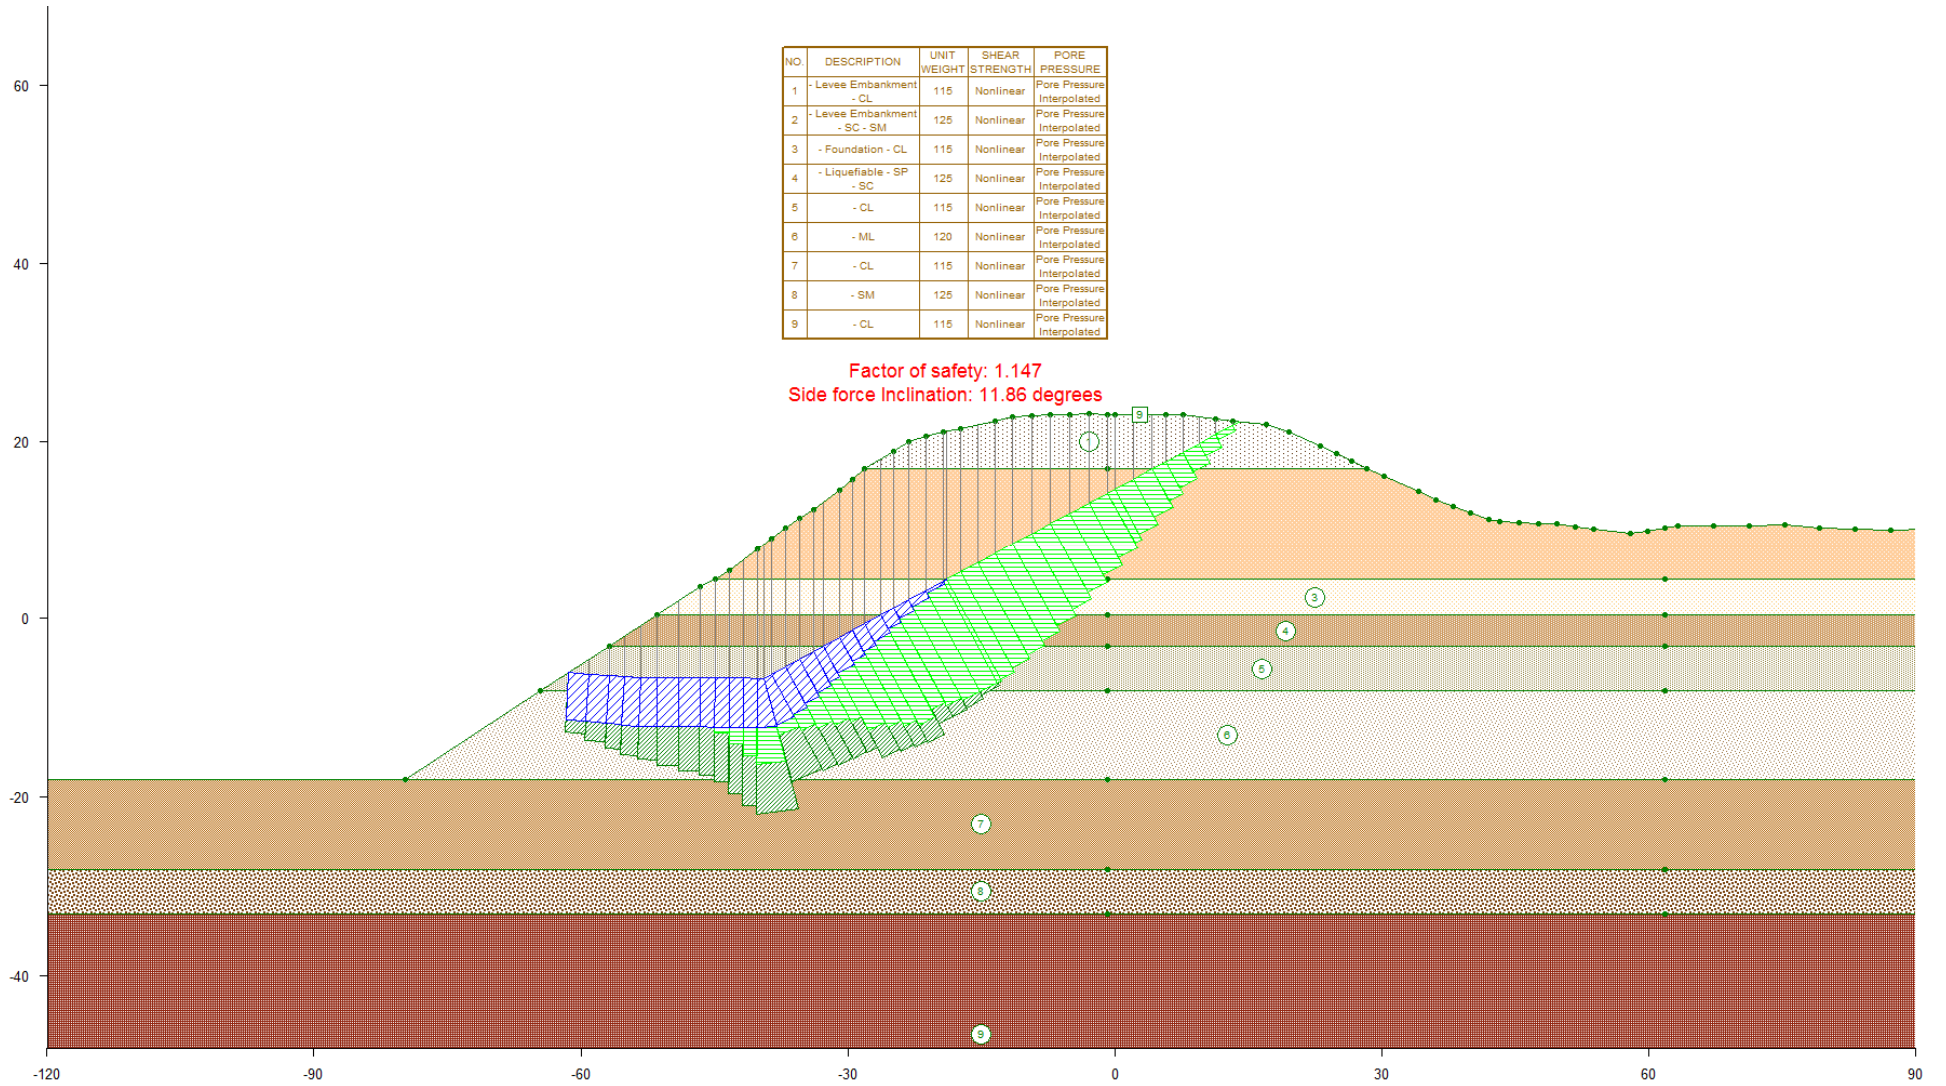 NO. DESCRIPTION UNIT WEIGHT SHEAR STRENGTH PORE PRESSURE
1 - Levee Embankment - CL 115 Nonlinear Pore Pressure Interpolated
2 - Levee Embankment - SC - SM 125 Nonlinear Pore Pressure Interpolated
3 - Foundation - CL 115 Nonlinear Pore Pressure Interpolated
4 - Liquefiable - SP - SC 125 Nonlinear Pore Pressure Interpolated
5 - CL 115 Nonlinear Pore Pressure Interpolated
6 - ML 120 Nonlinear Pore Pressure Interpolated
7 - CL 115 Nonlinear Pore Pressure Interpolated
8 - SM 125 Nonlinear Pore Pressure Interpolated
9 - CL 115 Nonlinear Pore Pressure Interpolated
Factor of safety: 1.147
Side force Inclination: 11.86 degrees
60
40
20
0
-20
-40
9
1
3
4
5
6
7
8
9
-120 -90 -60 -30 0 30 60 90